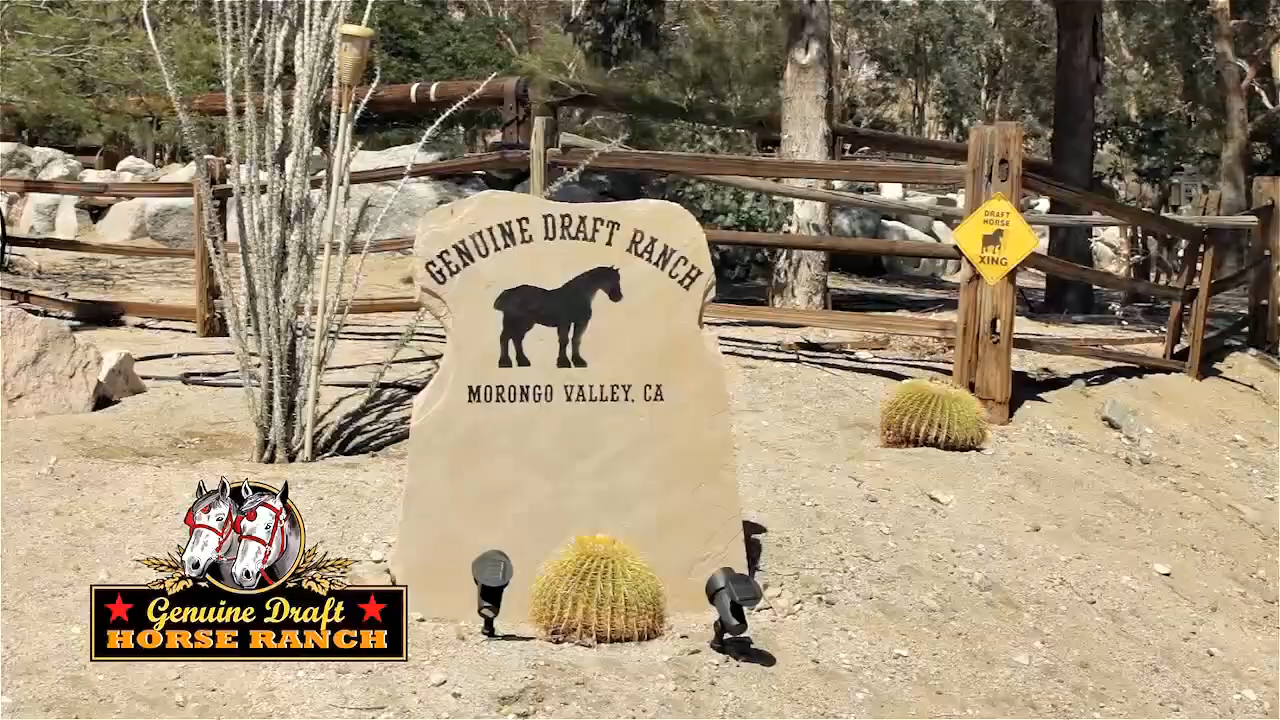 GENUINE DRAFT RANCH
MORONGO VALLEY, CA
DRAFT
HORSE
XING
Genuine Draft
HORSE RANCH